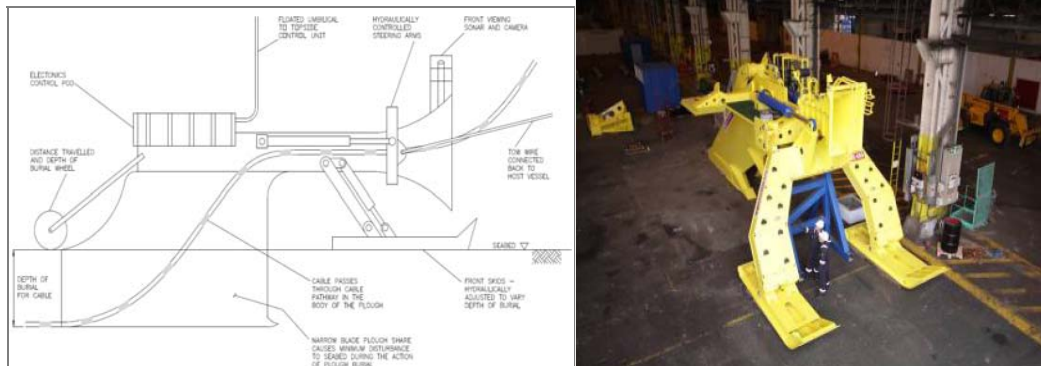 FLOATED UMBILICAL
TO TOPSIDE
CONTROL UNIT
HYDRAULICALLY
CONTROLLED
STEERING ARMS
FRONT VIEWING
SONAR AND CAMERA
ELECTONICS
CONTROL POD
DISTANCE TRAVELLED
AND DEPTH OF
BURIAL WHEEL
TOW WIRE
CONNECTED
BACK TO
HOST VESSEL
SEABED
DEPTH OF
BURIAL
FOR CABLE
CABLE PASSES
THROUGH CABLE
PATHWAY IN THE
BODY OF THE PLOUGH
FRONT SKIDS –
HYDRAULICALLY
ADJUSTED TO VARY
DEPTH OF BURIAL
NARROW BLADE PLOUGH SHARE
CAUSES MINIMUM DISTURBANCE
TO SEABED DURING THE ACTION
OF PLOUGH BURIAL